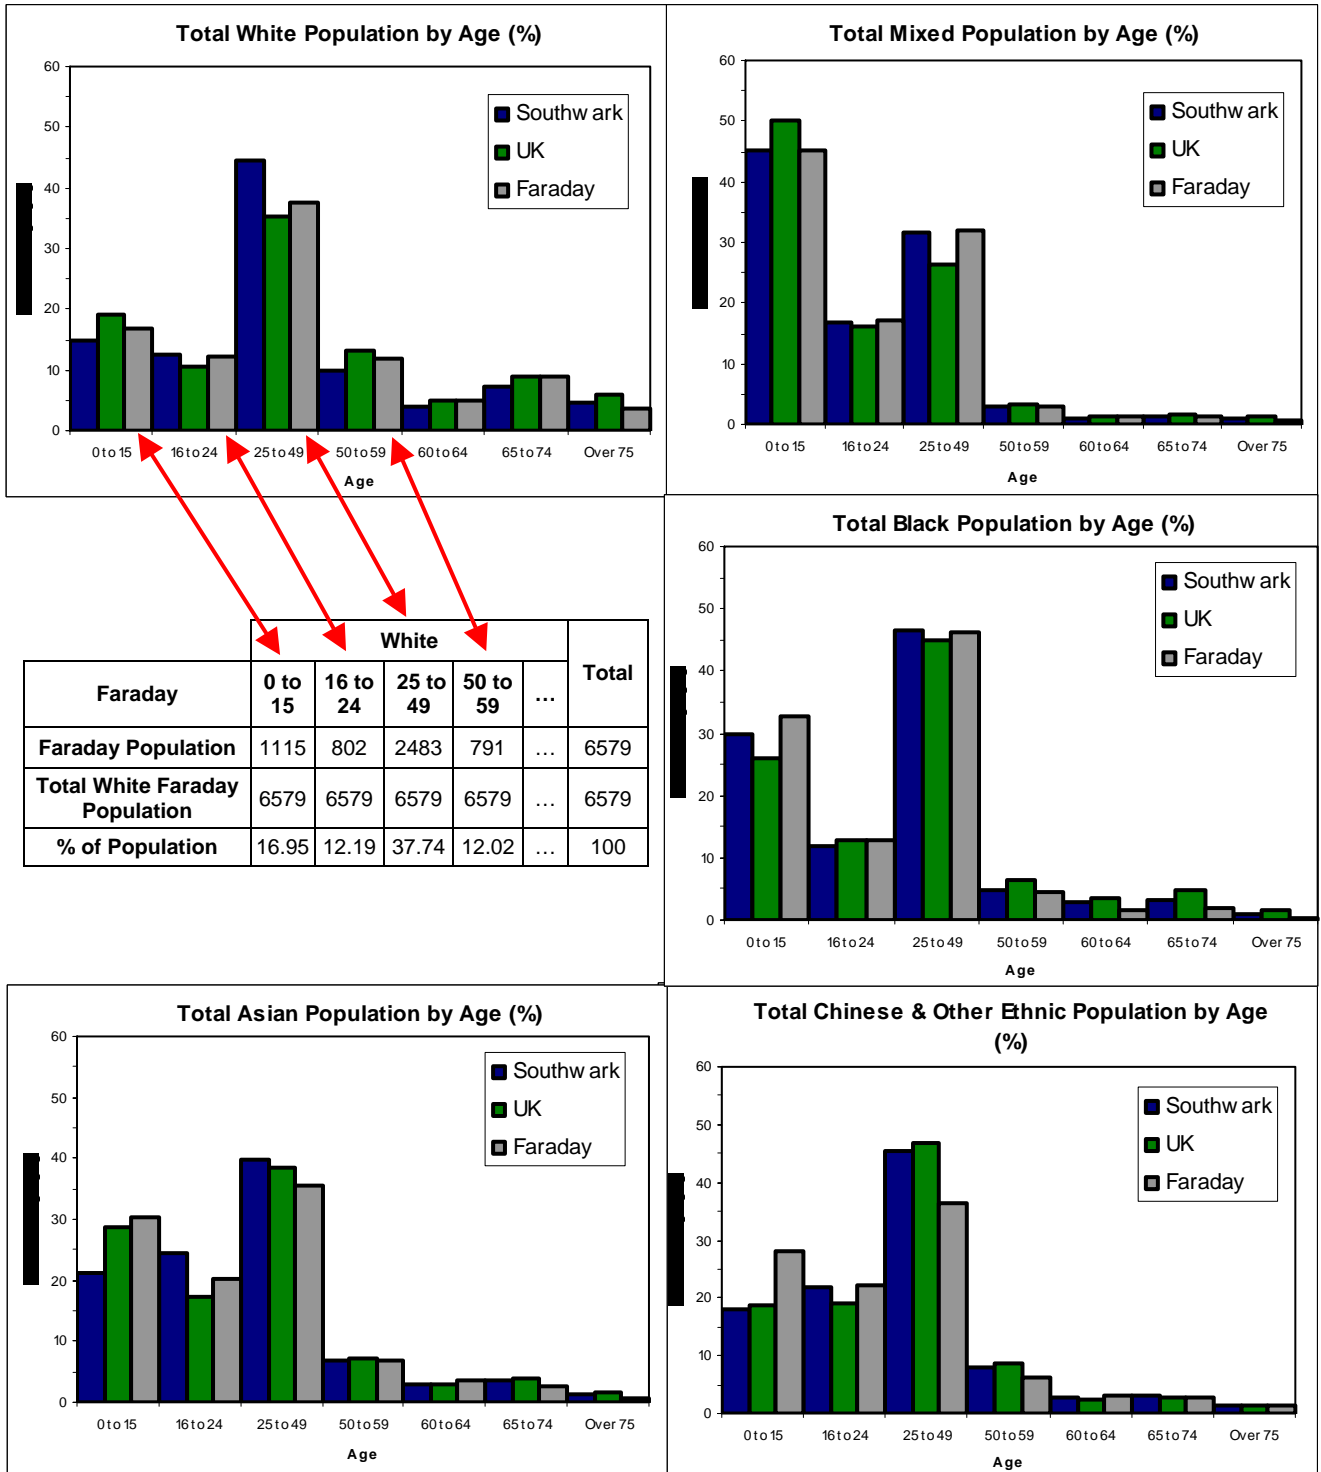 Total White Population by Age (%)
60
50
40
30
20
10
0
Southw ark
UK
Faraday
0 to 15 16 to 24 25 to 49 50 to 59 60 to 64 65 to 74 Over 75
Age
Total Mixed Population by Age (%)
60
50
40
30
20
10
0
Southw ark
UK
Faraday
0 to 15 16 to 24 25 to 49 50 to 59 60 to 64 65 to 74 Over 75
Age
White
Faraday 0 to 15 16 to 24 25 to 49 50 to 59 … Total
Faraday Population 1115 802 2483 791 … 6579
Total White Faraday Population 6579 6579 6579 6579 … 6579
% of Population 16.95 12.19 37.74 12.02 … 100
Total Black Population by Age (%)
60
50
40
30
20
10
0
Southw ark
UK
Faraday
0 to 15 16 to 24 25 to 49 50 to 59 60 to 64 65 to 74 Over 75
Age
Total Asian Population by Age (%)
60
50
40
30
20
10
0
Southw ark
UK
Faraday
0 to 15 16 to 24 25 to 49 50 to 59 60 to 64 65 to 74 Over 75
Age
Total Chinese & Other Ethnic Population by Age
(%)
60
50
40
30
20
10
0
Southw ark
UK
Faraday
0 to 15 16 to 24 25 to 49 50 to 59 60 to 64 65 to 74 Over 75
Age